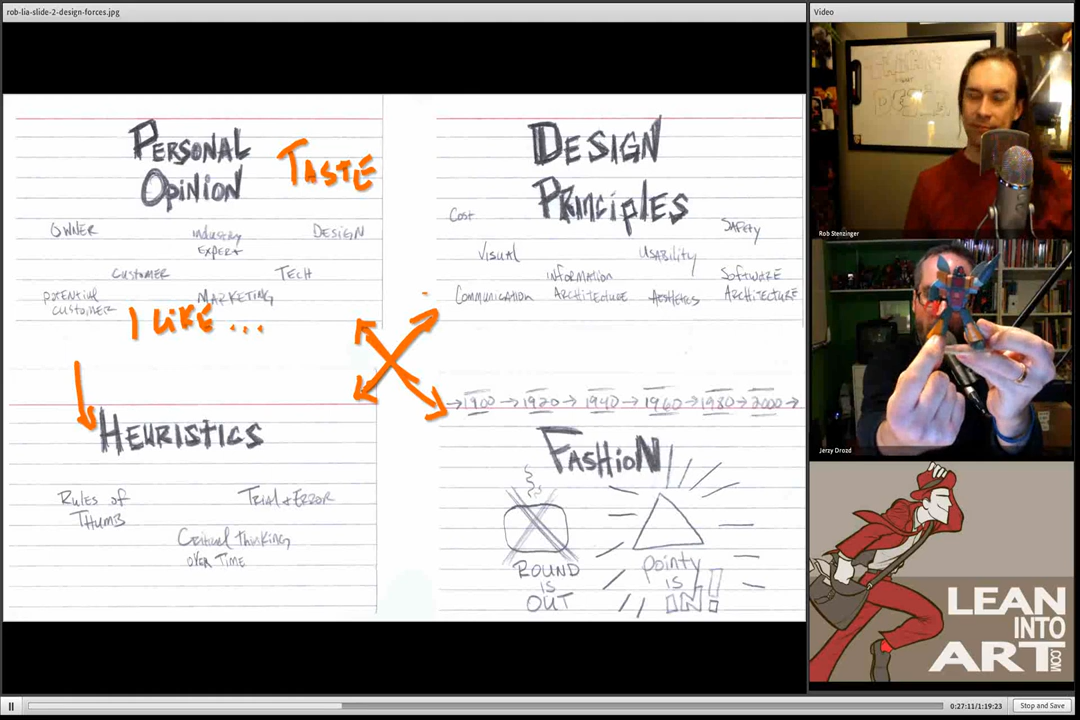 rob-lia-slide-2-design-forces.jpg
PERSONAL
OPINION
TASTE
OWNER
INDUSTRY
EXPERT
DESIGN
CUSTOMER
TECH
POTENTIAL
CUSTOMER
MARKETING
I LIKE ...
HEURISTICS
RULES OF
THUMB
TRIAL + ERROR
Critical thinking
OVER TIME
DESIGN
PRINCIPLES
Cost
SAFETY
Visual
USABILITY
INFORMATION
ARCHITECTURE
SOFTWARE
ARCHITECTURE
Communication
AESTHETICS
→1900→1920→1940→1960→1980→2000→
FASHION
ROUND
IS
OUT
POINTY
IS
IN!
Video
Rob Stenzinger
Jerzy Drozd
LEAN
INTO
ART.COM
0:27:11/1:19:23
Stop and Save